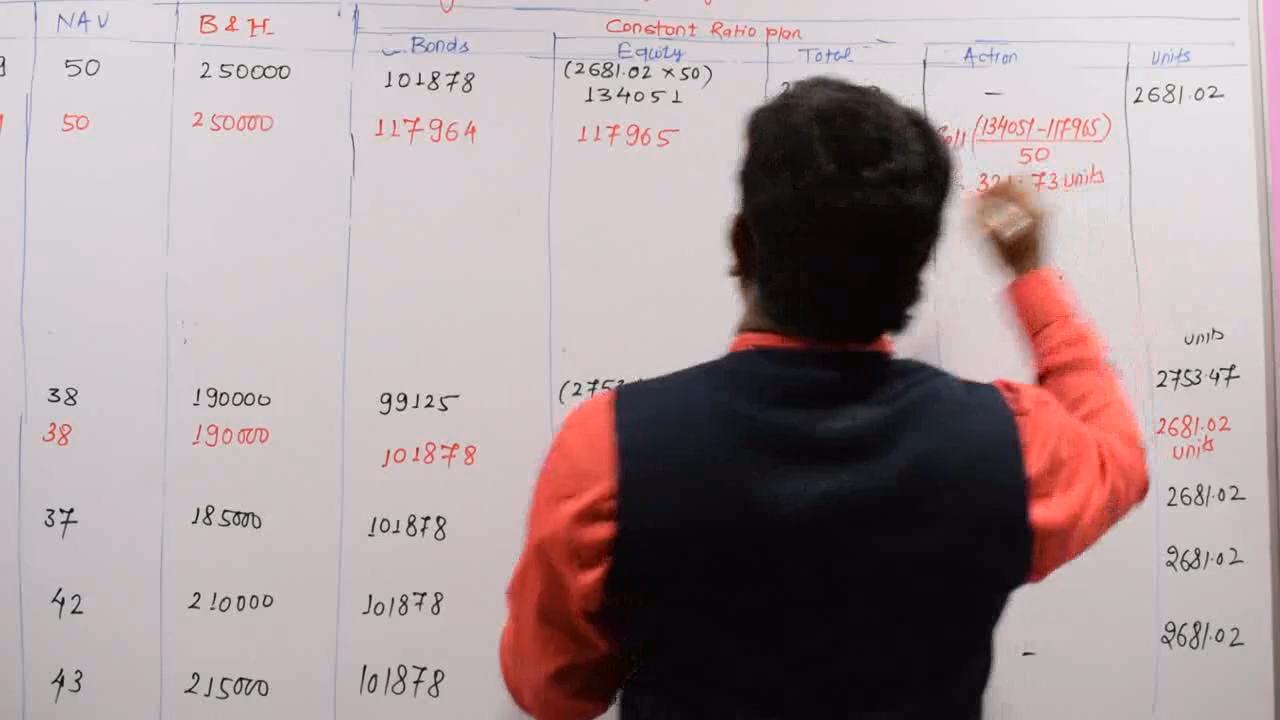 NAV B & H Constant Ratio plan
Bonds Equity Total Action Units
50 250000 101878 (2681.02 × 50) - 2681.02
134051
50 250000 117964 117965 (134051-117965)
50
73 units
units
38 190000 99125 2753.47
38 190000 101878 2681.02
units
37 185000 101878 2681.02
42 210000 101878 2681.02
43 215000 101878 - 2681.02